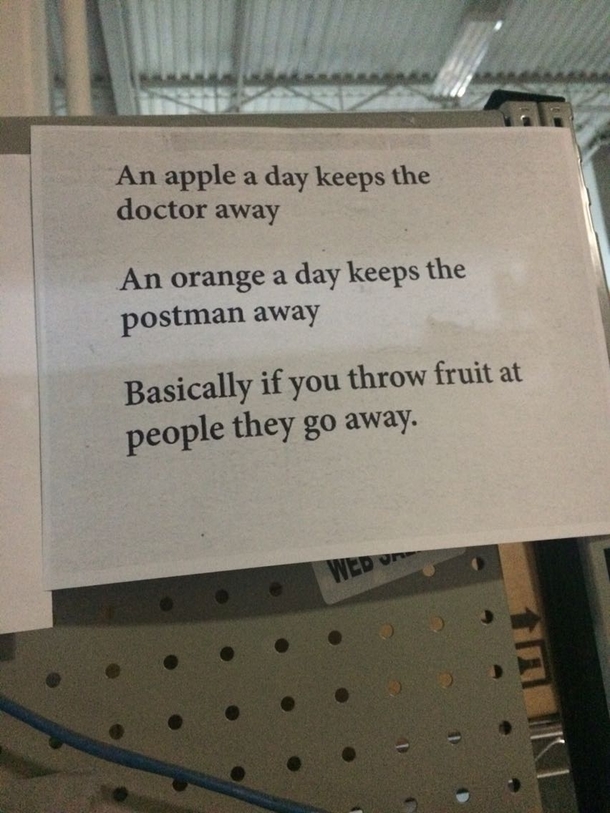 An apple a day keeps the
doctor away
An orange a day keeps the
postman away
Basically if you throw fruit at
people they go away.
WEB